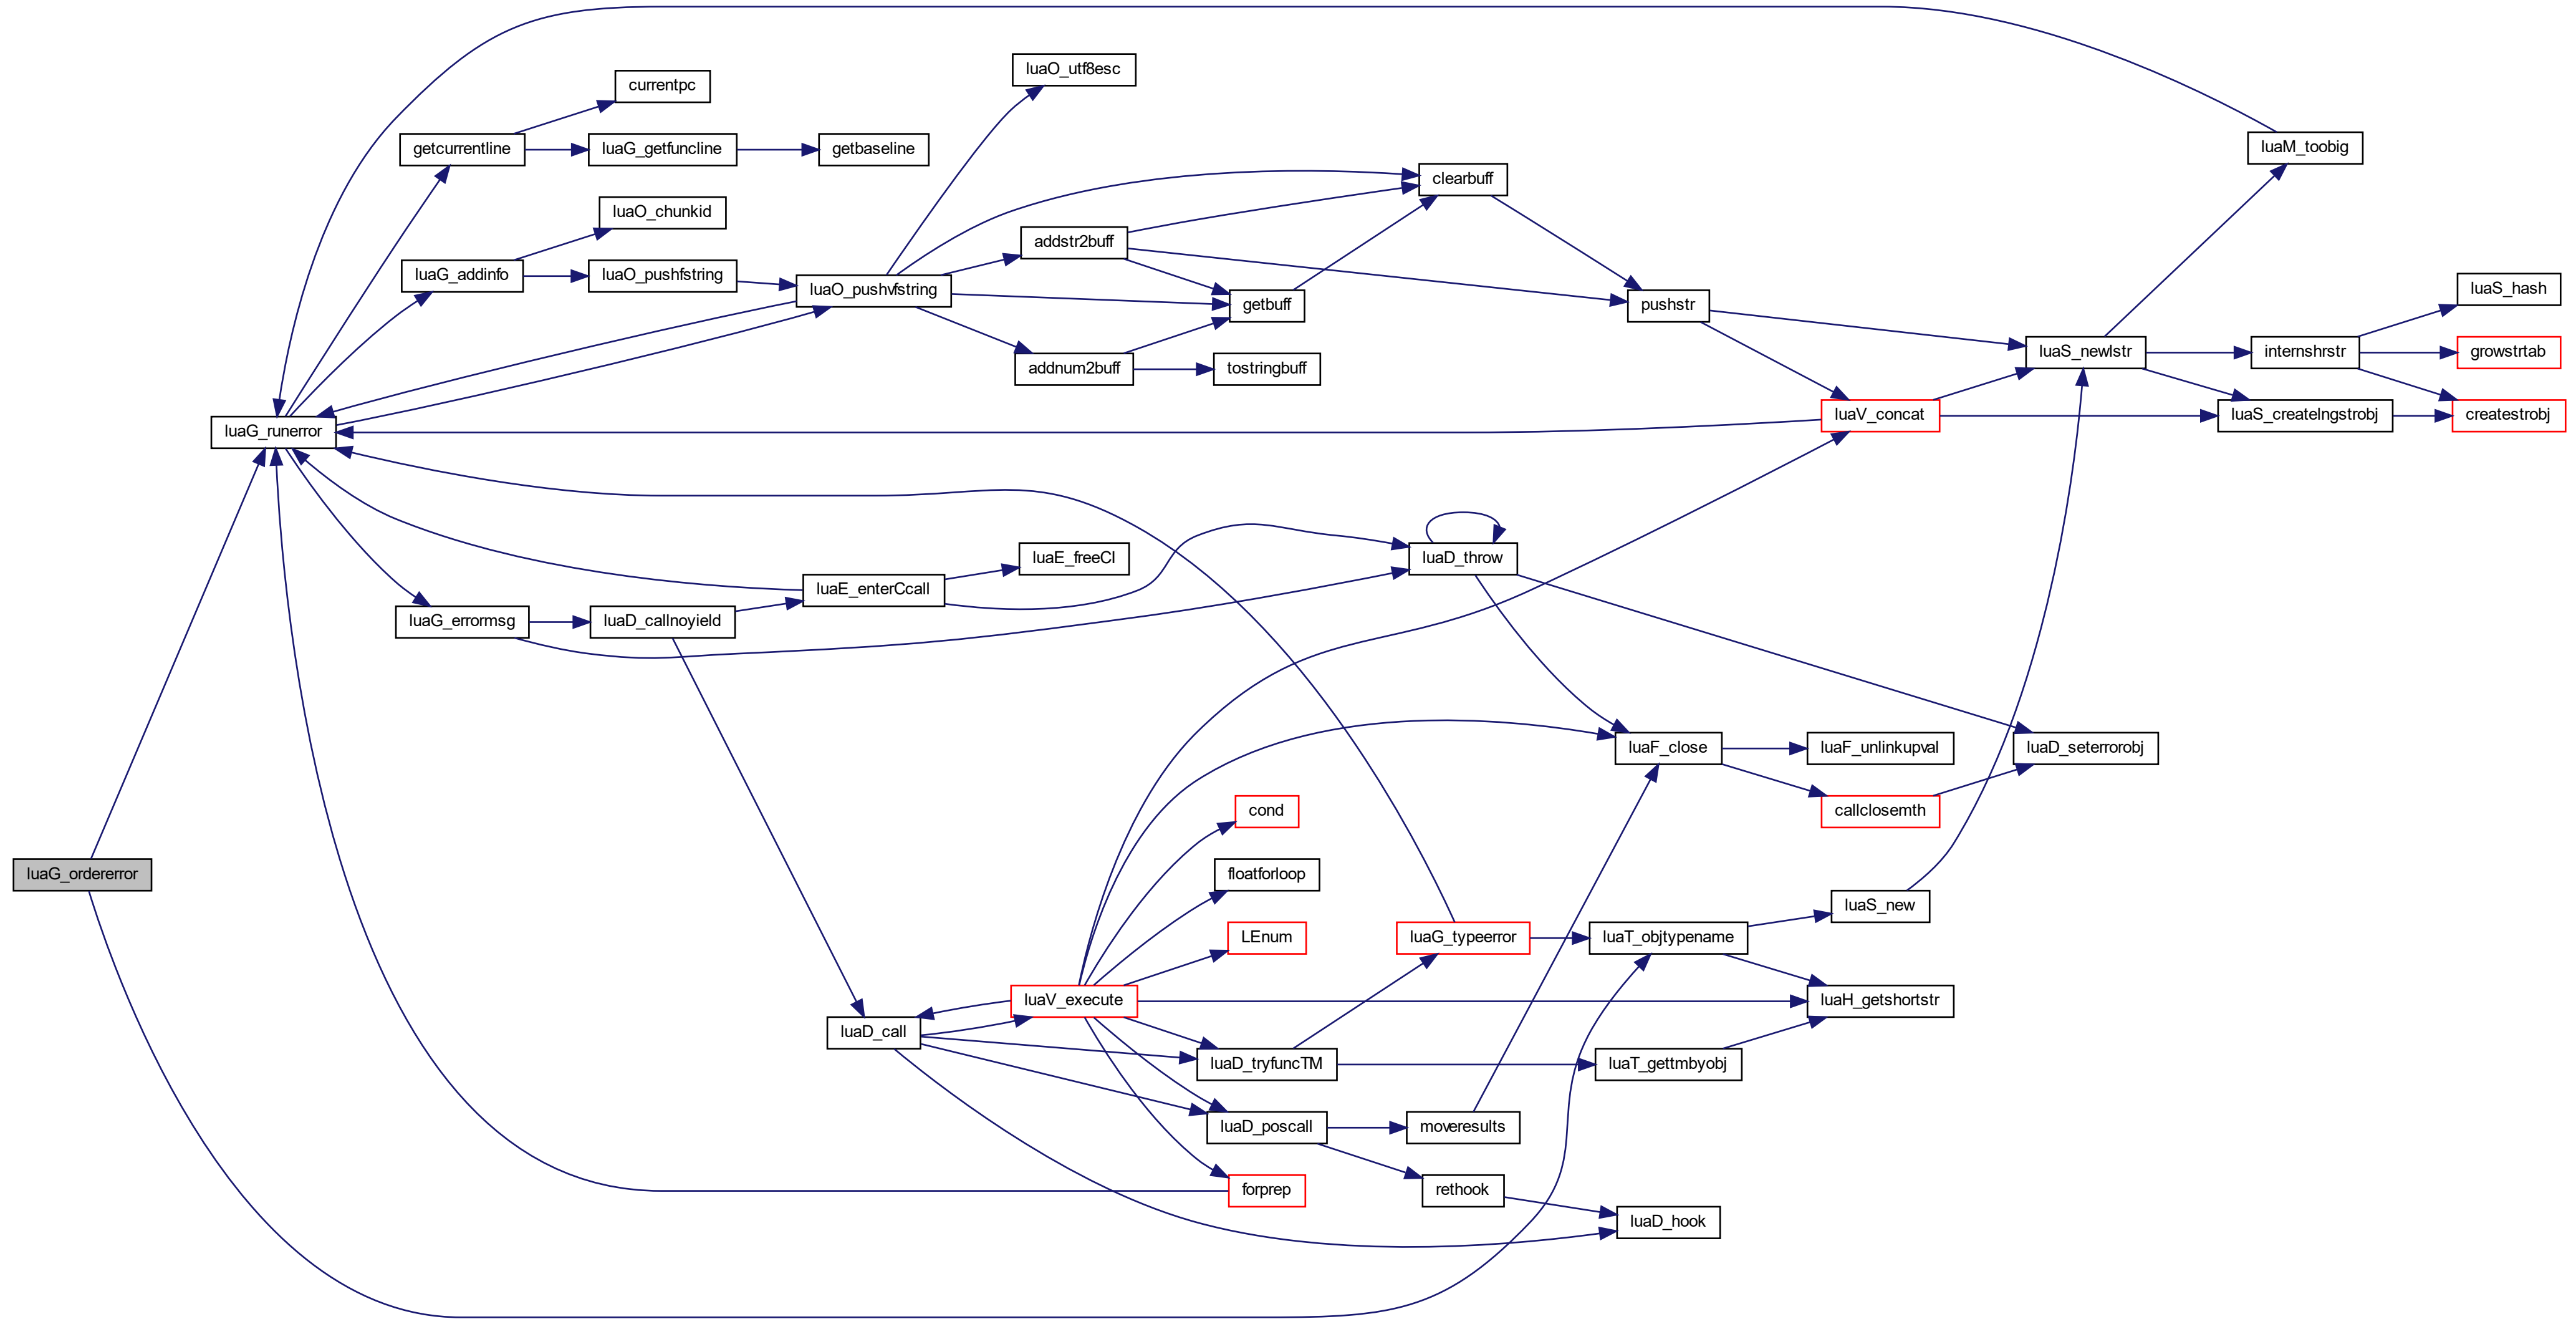 luaO_utf8esc
currentpc
getcurrentline
luaG_getfuncline
getbaseline
luaM_toobig
clearbuff
luaO_chunkid
addstr2buff
luaG_addinfo
luaO_pushfstring
luaO_pushvfstring
getbuff
pushstr
luaS_hash
luaS_newlstr
internshrstr
growstrtab
addnum2buff
tostringbuff
luaG_runerror
luaV_concat
luaS_createlngstrobj
createstrobj
luaE_freeCI
luaD_throw
luaE_enterCcall
luaG_errormsg
luaD_callnoyield
luaF_close
luaF_unlinkupval
luaD_seterrorobj
cond
callclosemth
luaG_ordererror
floatforloop
luaS_new
LEnum
luaG_typeerror
luaT_objtypename
luaV_execute
luaH_getshortstr
luaD_call
luaD_tryfuncTM
luaT_gettmbyobj
luaD_poscall
moveresults
forprep
rethook
luaD_hook